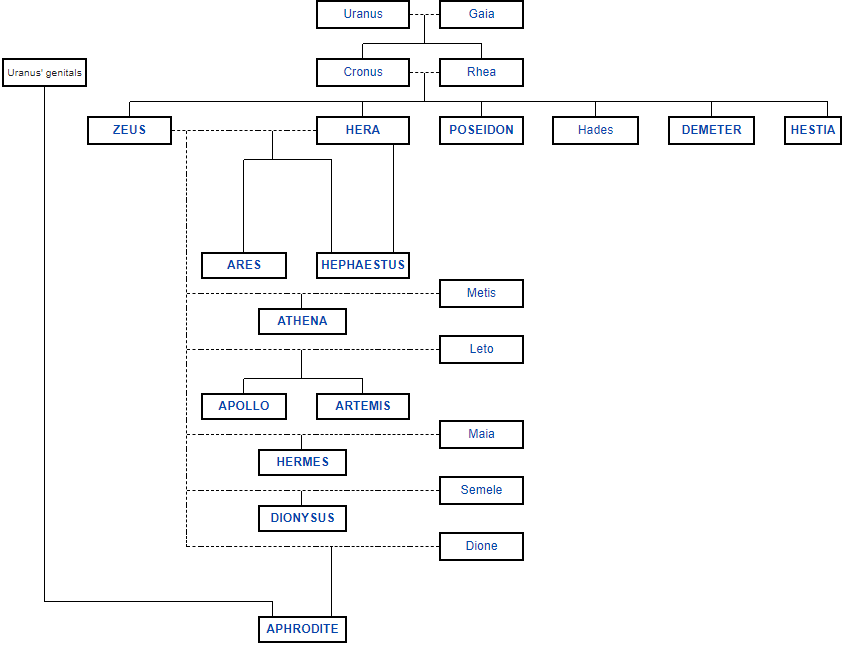 Uranus
Gaia
Uranus' genitals
Cronus
Rhea
ZEUS
HERA
POSEIDON
Hades
DEMETER
HESTIA
ARES
HEPHAESTUS
Metis
ATHENA
Leto
APOLLO
ARTEMIS
Maia
HERMES
Semele
DIONYSUS
Dione
APHRODITE